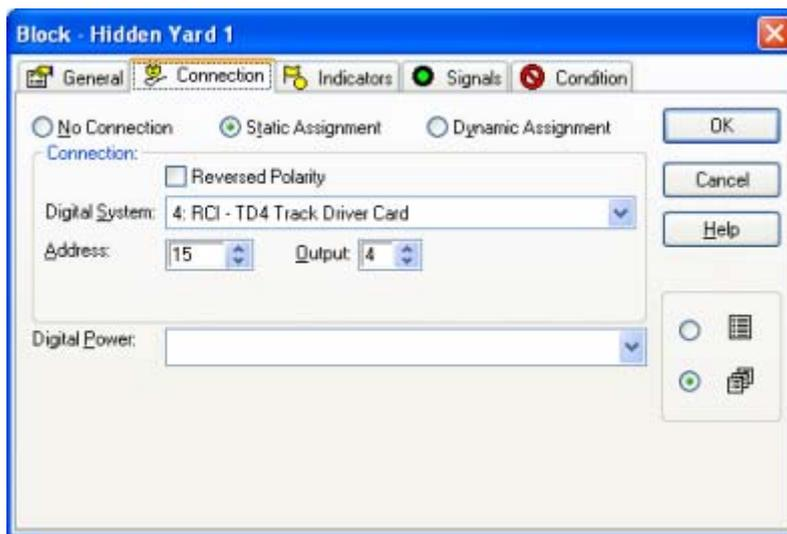 Block - Hidden Yard 1
General Connection Indicators Signals Condition
No Connection Static Assignment Dynamic Assignment
OK
Connection:
Reversed Polarity
Cancel
Digital System: 4: RCI - TD4 Track Driver Card
Help
Address: 15 Output: 4
Digital Power: